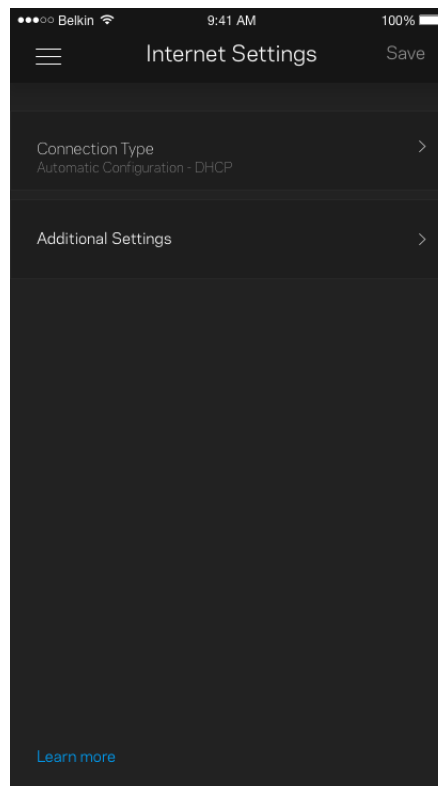 Belkin 9:41 AM 100%
Internet Settings Save
Connection Type
Automatic Configuration - DHCP
Additional Settings
Learn more